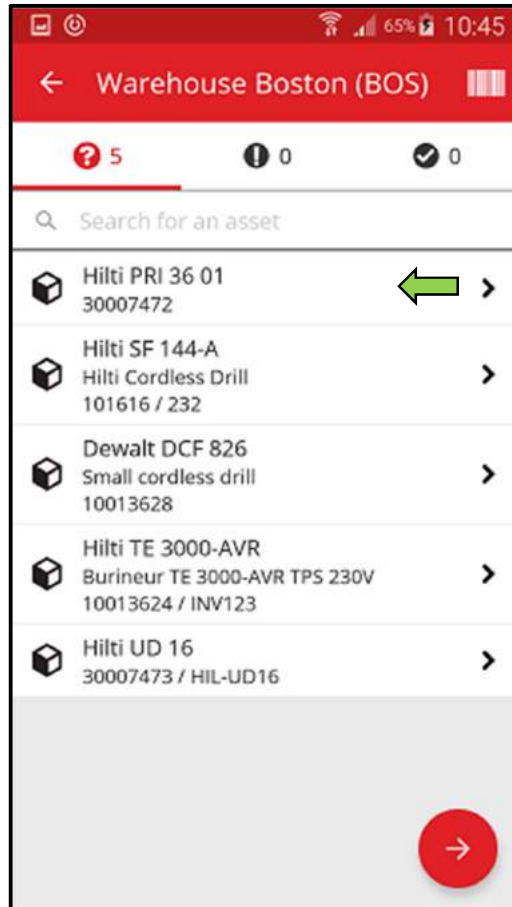 65% 10:45
Warehouse Boston (BOS)
5 0 0
Search for an asset
Hilti PRI 36 01
30007472
Hilti SF 144-A
Hilti Cordless Drill
101616 / 232
Dewalt DCF 826
Small cordless drill
10013628
Hilti TE 3000-AVR
Burineur TE 3000-AVR TPS 230V
10013624 / INV123
Hilti UD 16
30007473 / HIL-UD16